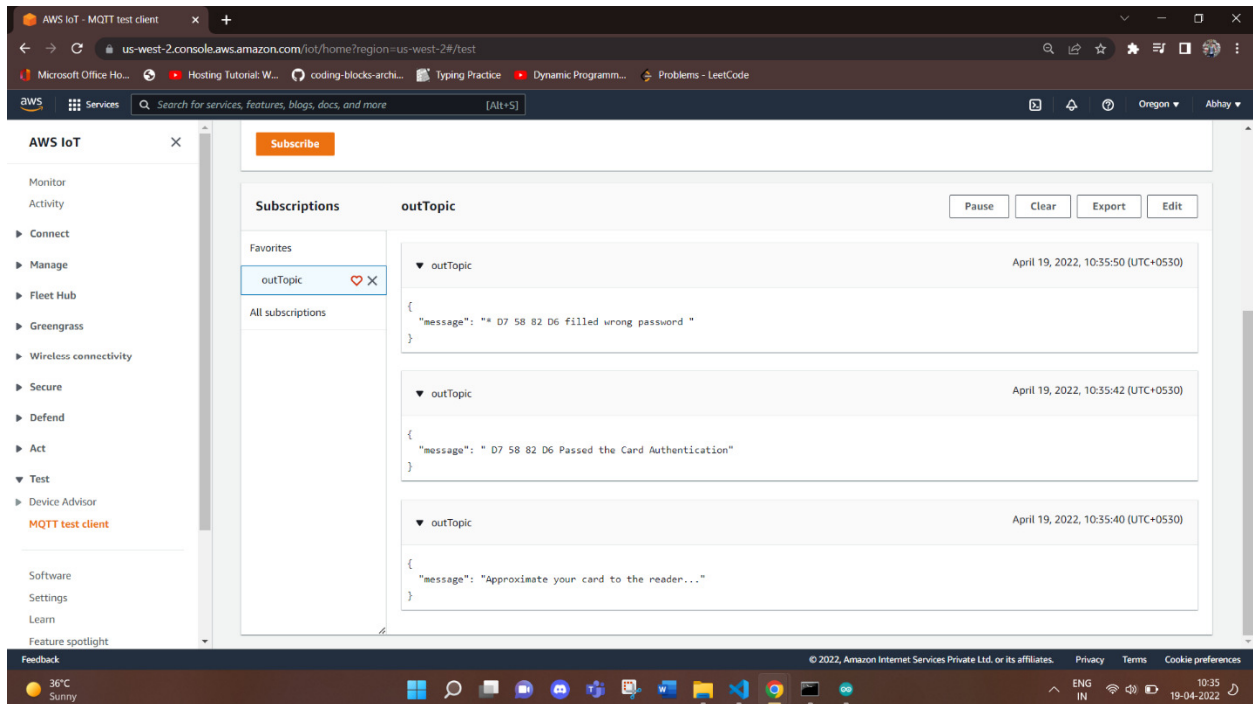 AWS IoT - MQTT test client
us-west-2.console.aws.amazon.com/iot/home?region=us-west-2#/test
Microsoft Office Ho...
Hosting Tutorial: W...
coding-blocks-archi...
Typing Practice
Dynamic Programm...
Problems - LeetCode
aws
Services
Search for services, features, blogs, docs, and more
[Alt+S]
Oregon
Abhay
AWS IoT
Monitor
Activity
Connect
Manage
Fleet Hub
Greengrass
Wireless connectivity
Secure
Defend
Act
Test
Device Advisor
MQTT test client
Software
Settings
Learn
Feature spotlight
Subscribe
Subscriptions
Favorites
outTopic
All subscriptions
outTopic
Pause
Clear
Export
Edit
outTopic
April 19, 2022, 10:35:50 (UTC+0530)
{
"message": "* D7 58 82 D6 filled wrong password "
}
outTopic
April 19, 2022, 10:35:42 (UTC+0530)
{
"message": " D7 58 82 D6 Passed the Card Authentication"
}
outTopic
April 19, 2022, 10:35:40 (UTC+0530)
{
"message": "Approximate your card to the reader..."
}
Feedback
© 2022, Amazon Internet Services Private Ltd. or its affiliates.
Privacy
Terms
Cookie preferences
36°C
Sunny
ENG
IN
10:35
19-04-2022